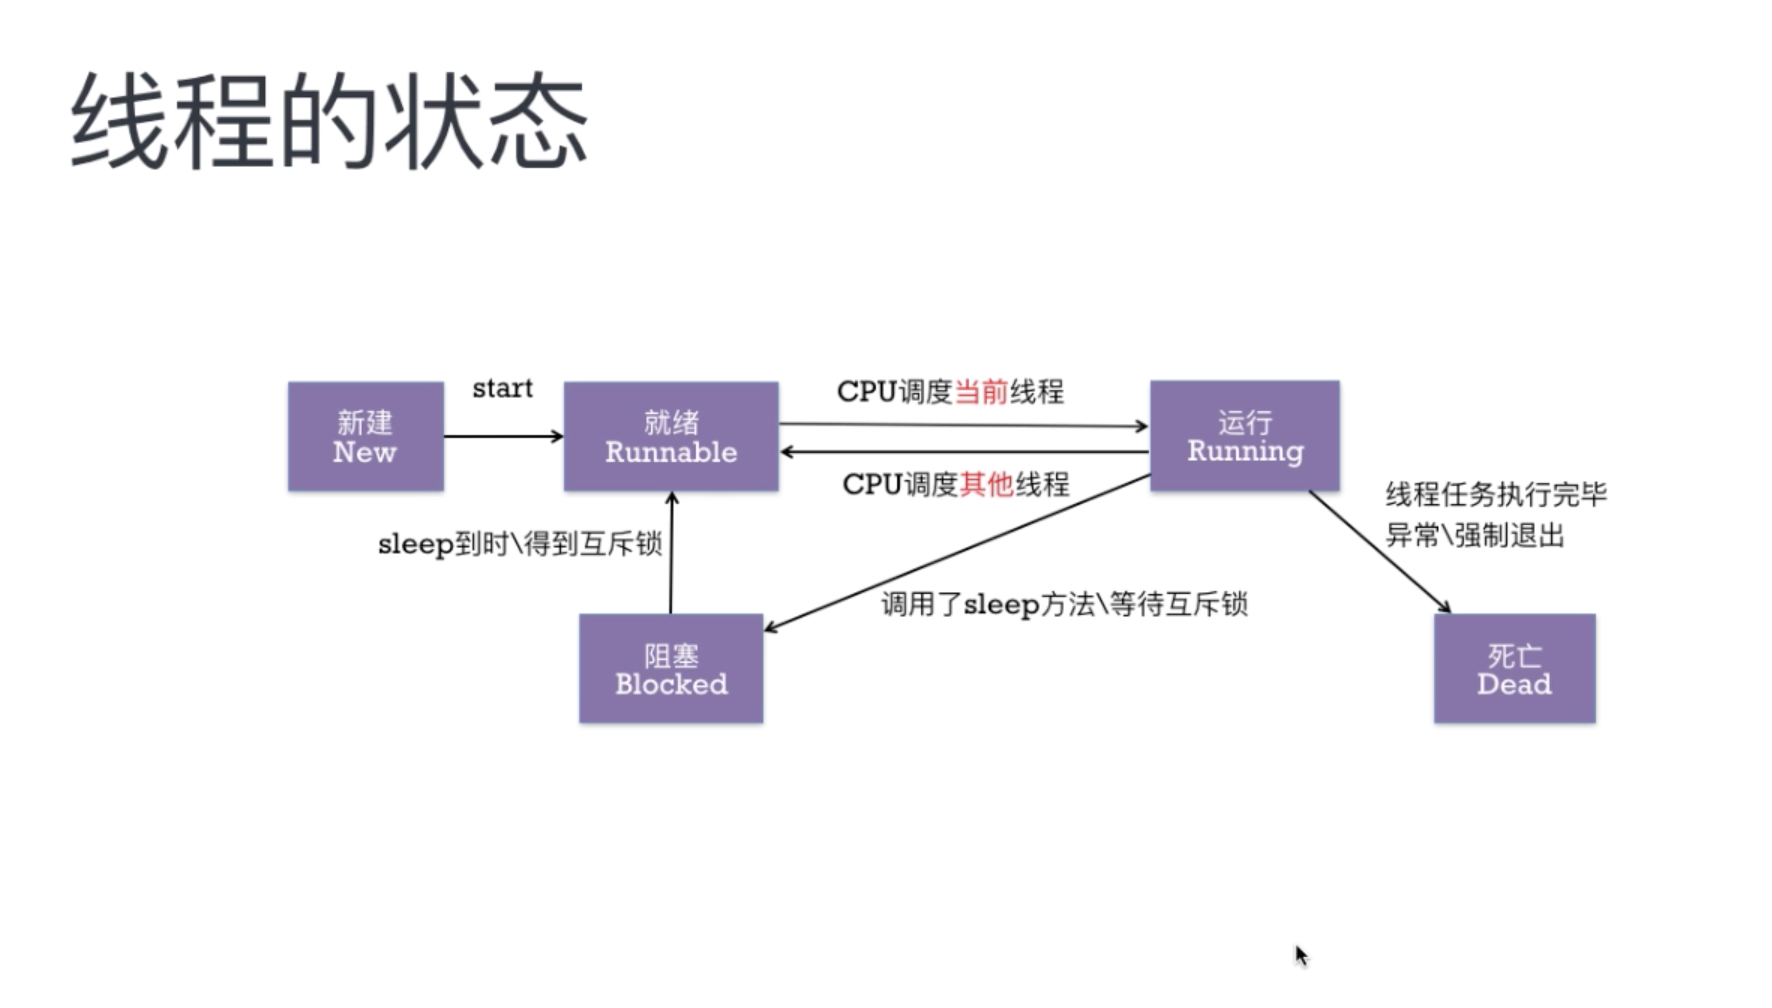 线程的状态
start
CPU调度当前线程
新建
New
就绪
Runnable
运行
Running
CPU调度其他线程
线程任务执行完毕
异常\强制退出
sleep到时\得到互斥锁
调用了sleep方法\等待互斥锁
阻塞
Blocked
死亡
Dead